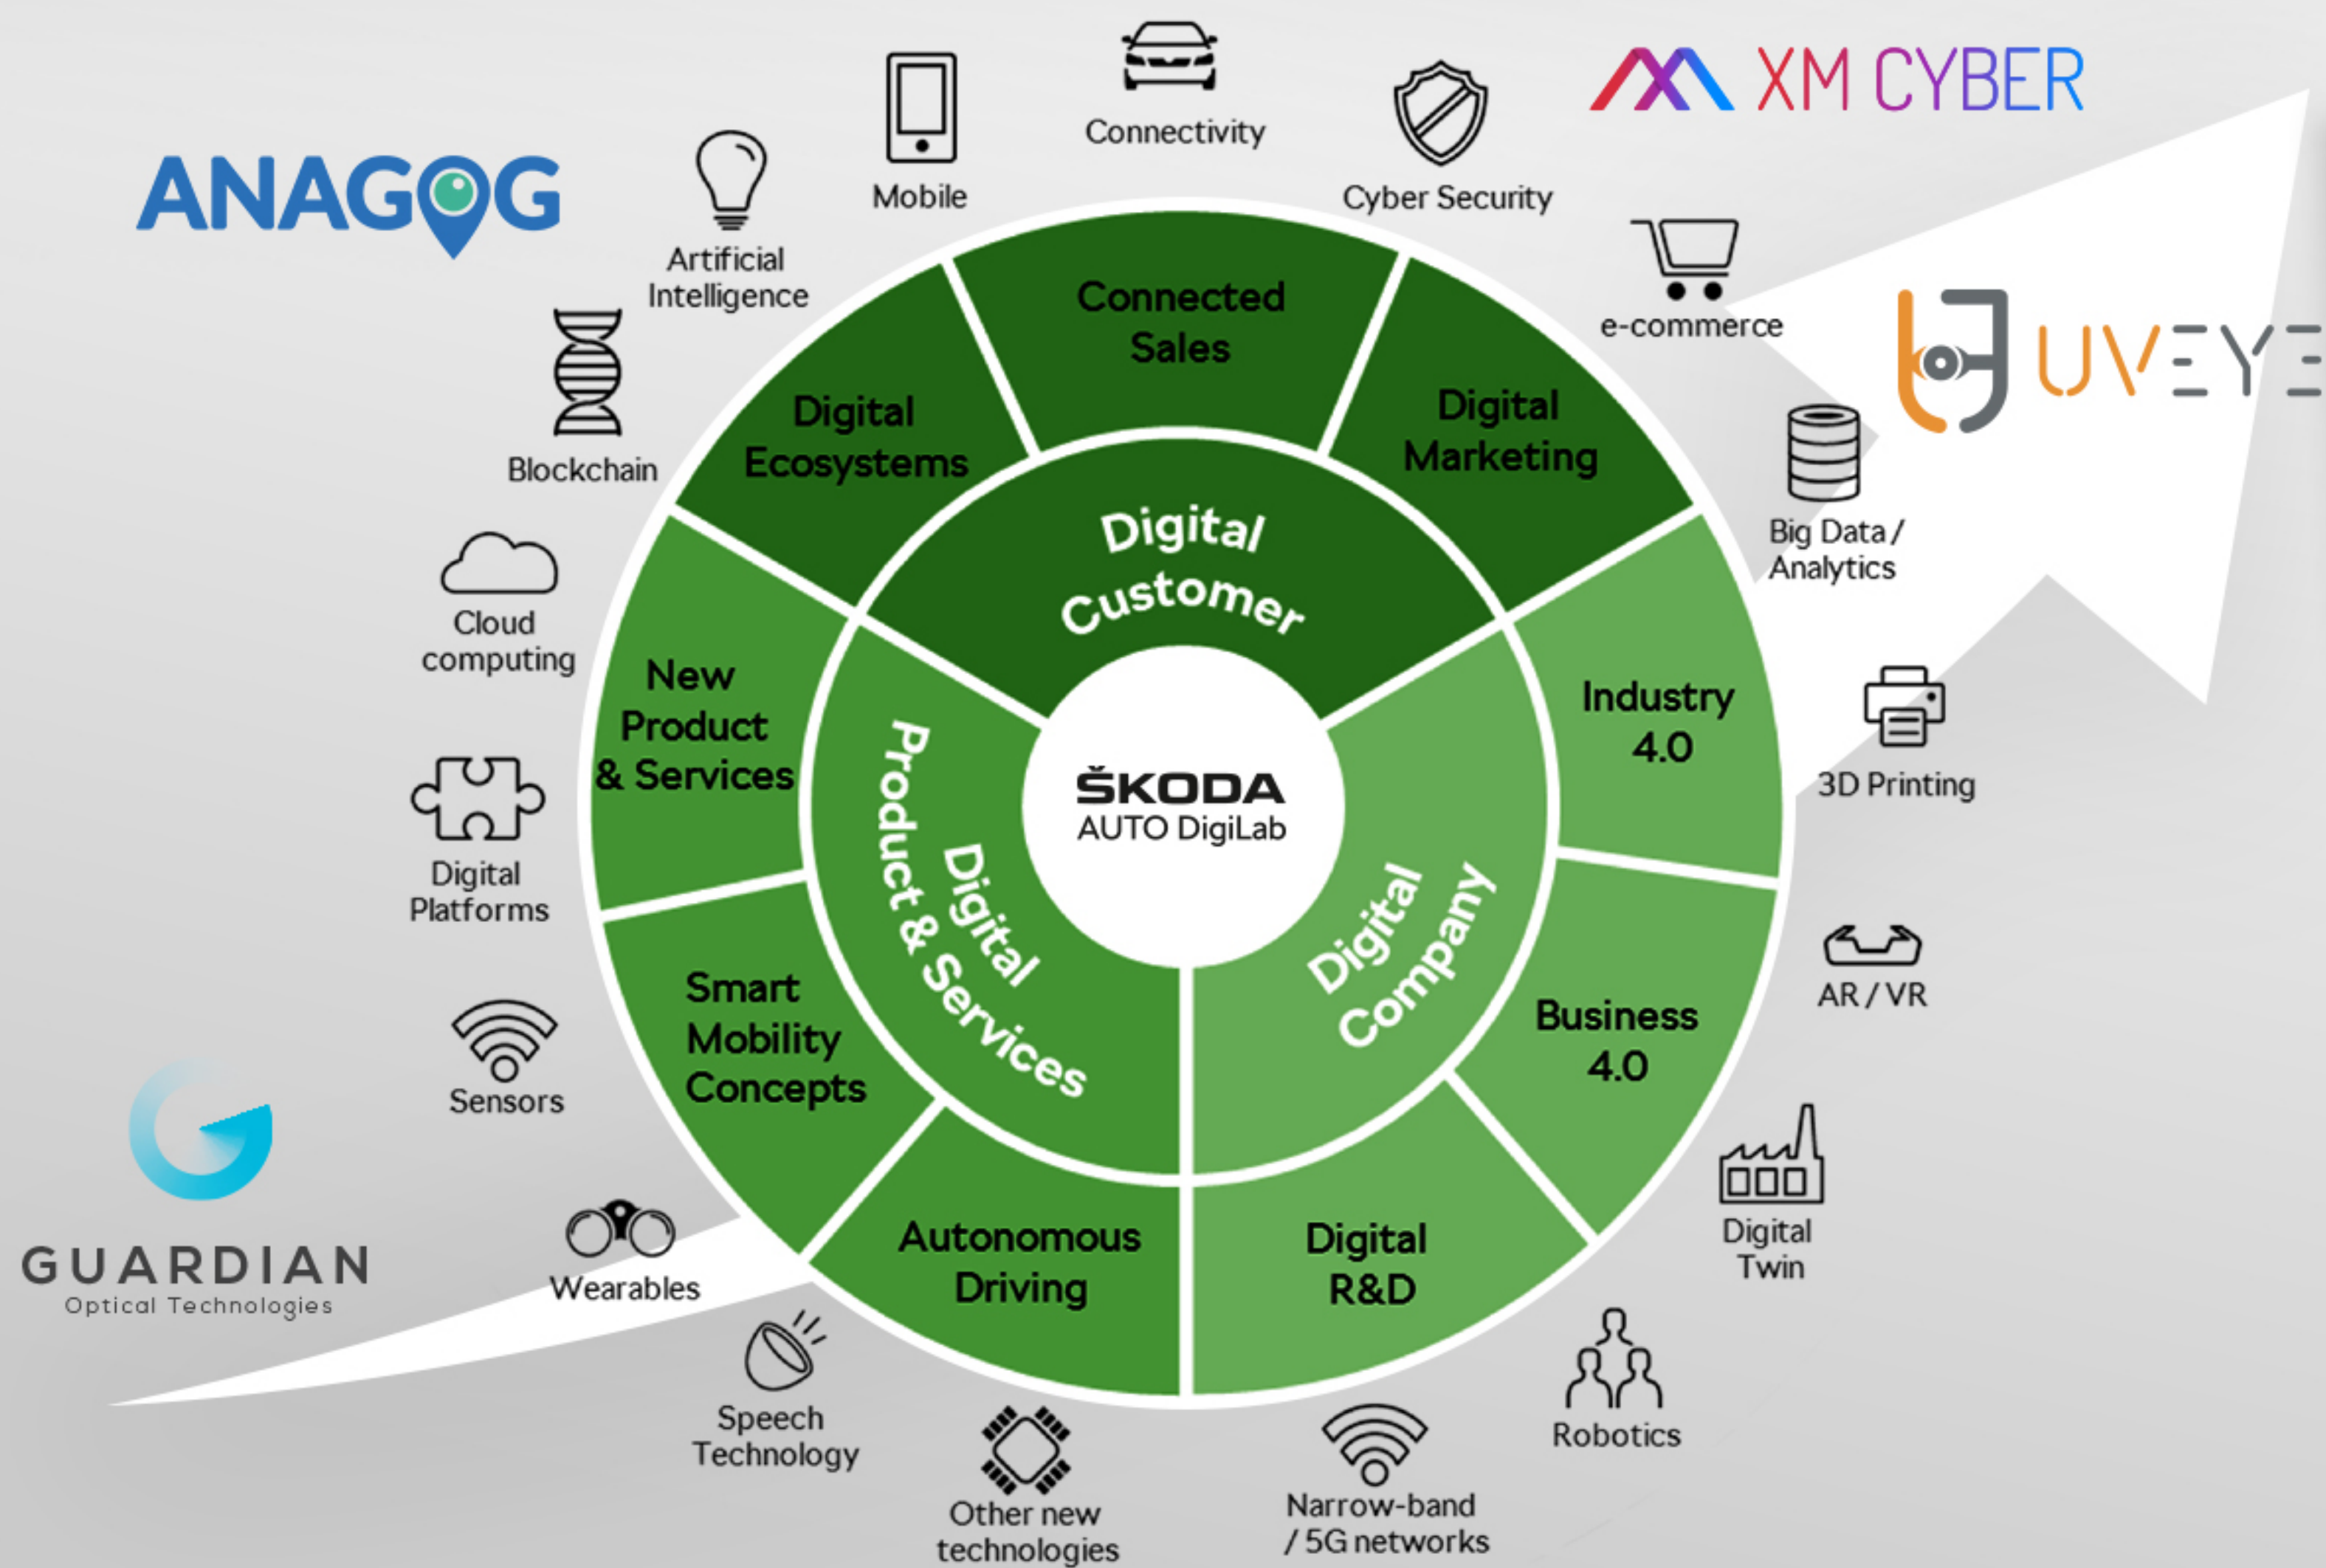 Connectivity
XM CYBER
Mobile
Cyber Security
ANAGOG
Artificial
Intelligence
e-commerce
UVEYE
Blockchain
Big Data /
Analytics
Cloud
computing
3D Printing
Digital
Platforms
AR / VR
Sensors
Digital
Twin
GUARDIAN
Optical Technologies
Wearables
Speech
Technology
Robotics
Other new
technologies
Narrow-band
/ 5G networks
Connected
Sales
Digital
Ecosystems
Digital
Marketing
Digital
Customer
New
Product
& Services
Industry
4.0
ŠKODA
AUTO DigiLab
Digital
Product & Services
Digital
Company
Smart
Mobility
Concepts
Business
4.0
Autonomous
Driving
Digital
R&D